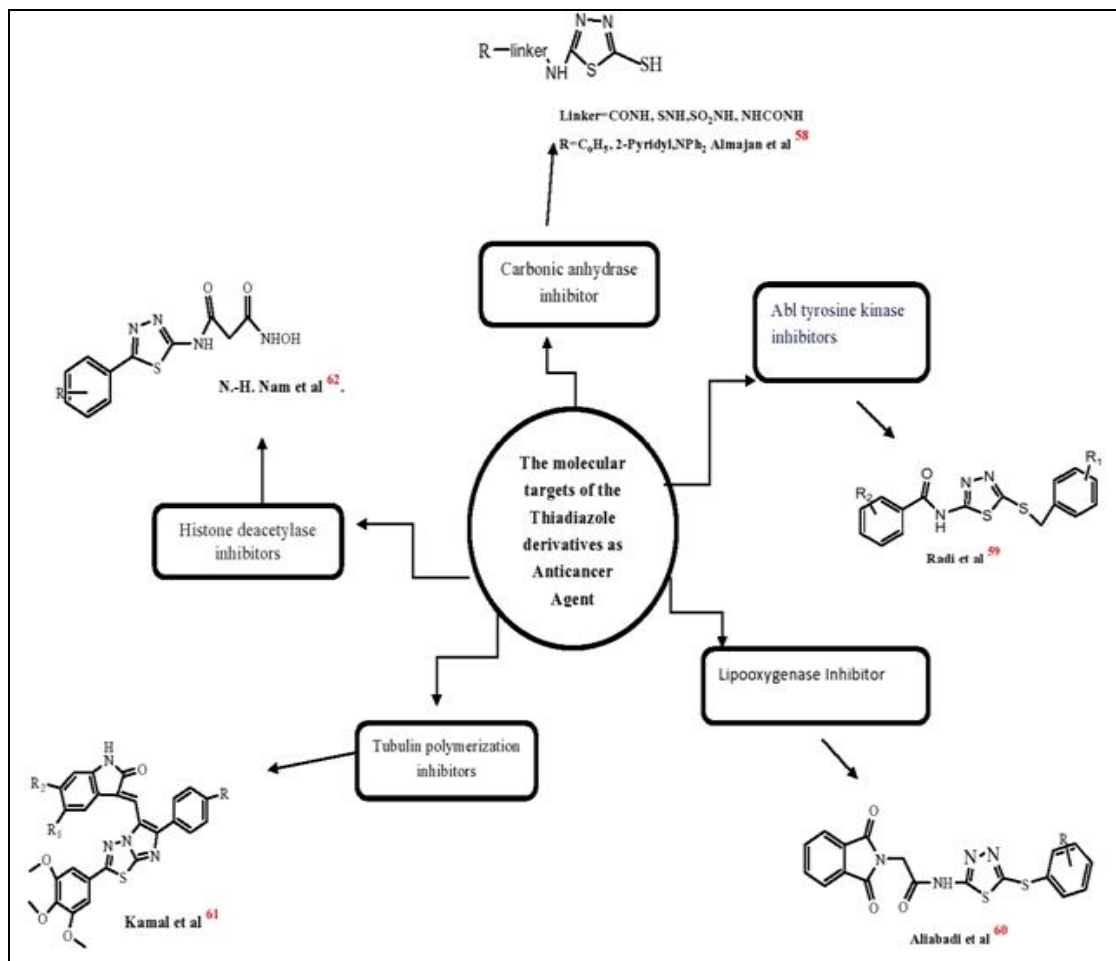 N N
R linker NH S SH
Linker=CONH, SNH,SO2NH, NHCONH
R=C6H5, 2-Pyridyl,NPh2 Almajan et al 58
Carbonic anhydrase
inhibitor
Abl tyrosine kinase
inhibitors
O O
N N
NH NHOH
S
R
N.-H. Nam et al 62.
The molecular
targets of the
Thiadiazole
derivatives as
Anticancer
Agent
R1
O N N
R2
N S S
H
Radi et al 59
Histone deacetylase
inhibitors
Lipooxygenase Inhibitor
Tubulin polymerization
inhibitors
H
N
R2 O
R
R1
N N
N
S
O
O
O
Kamal et al 61
O
N N N R
NH S S
O O
Aliabadi et al 60